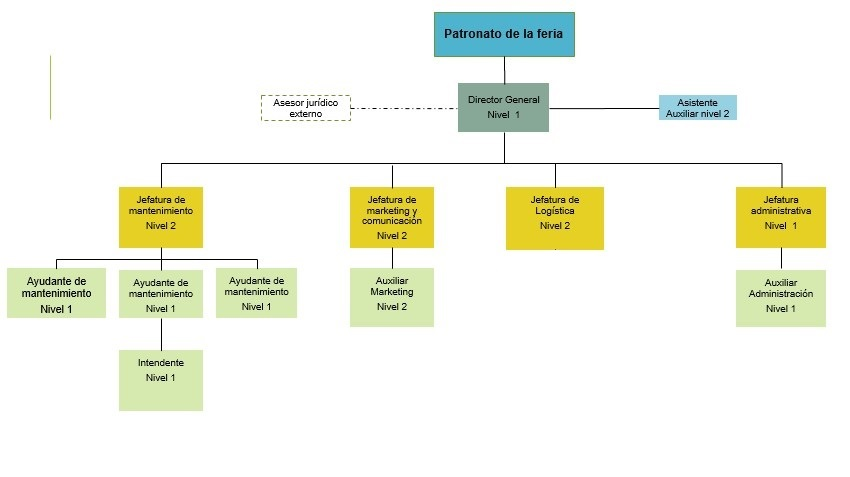 Patronato de la feria
Asesor jurídico
externo
Director General
Nivel 1
Asistente
Auxiliar nivel 2
Jefatura de
mantenimiento
Nivel 2
Jefatura de
marketing y
comunicación
Nivel 2
Jefatura de
Logística
Nivel 2
Jefatura
administrativa
Nivel 1
Ayudante de
mantenimiento
Nivel 1
Ayudante de
mantenimiento
Nivel 1
Ayudante de
mantenimiento
Nivel 1
Auxiliar
Marketing
Nivel 2
Auxiliar
Administración
Nivel 1
Intendente
Nivel 1